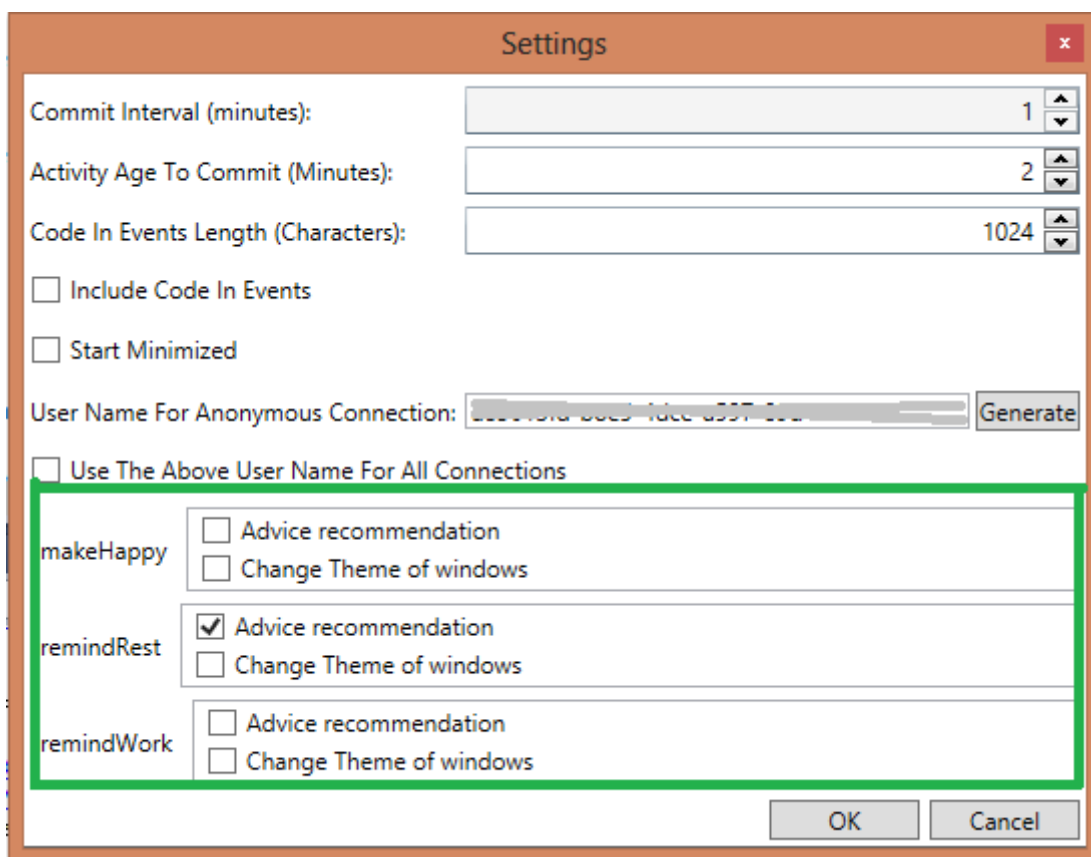 Settings
x
Commit Interval (minutes): 1
Activity Age To Commit (Minutes): 2
Code In Events Length (Characters): 1024
Include Code In Events
Start Minimized
User Name For Anonymous Connection: Generate
Use The Above User Name For All Connections
makeHappy
Advice recommendation
Change Theme of windows
remindRest
Advice recommendation
Change Theme of windows
remindWork
Advice recommendation
Change Theme of windows
OK Cancel